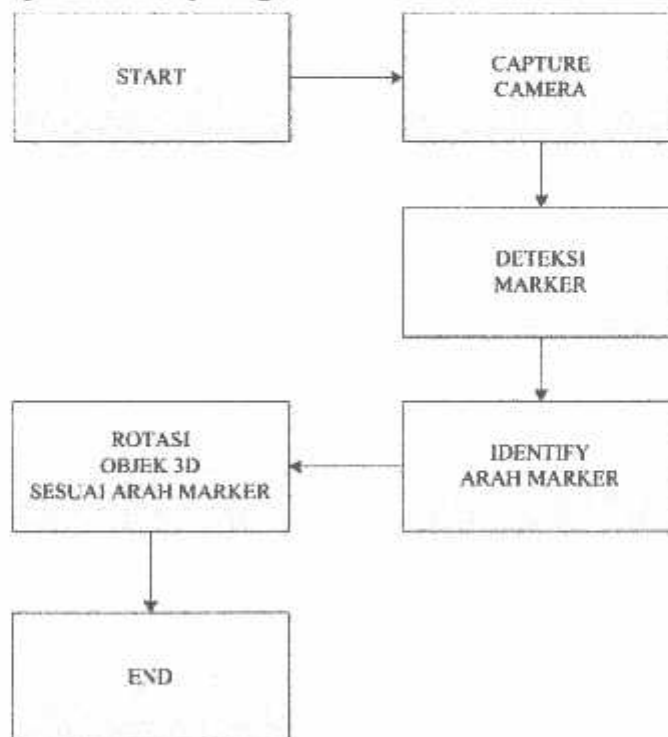 START
CAPTURE
CAMERA
DETEKSI
MARKER
IDENTIFY
ARAH MARKER
ROTASI
OBJEK 3D
SESUAI ARAH MARKER
END